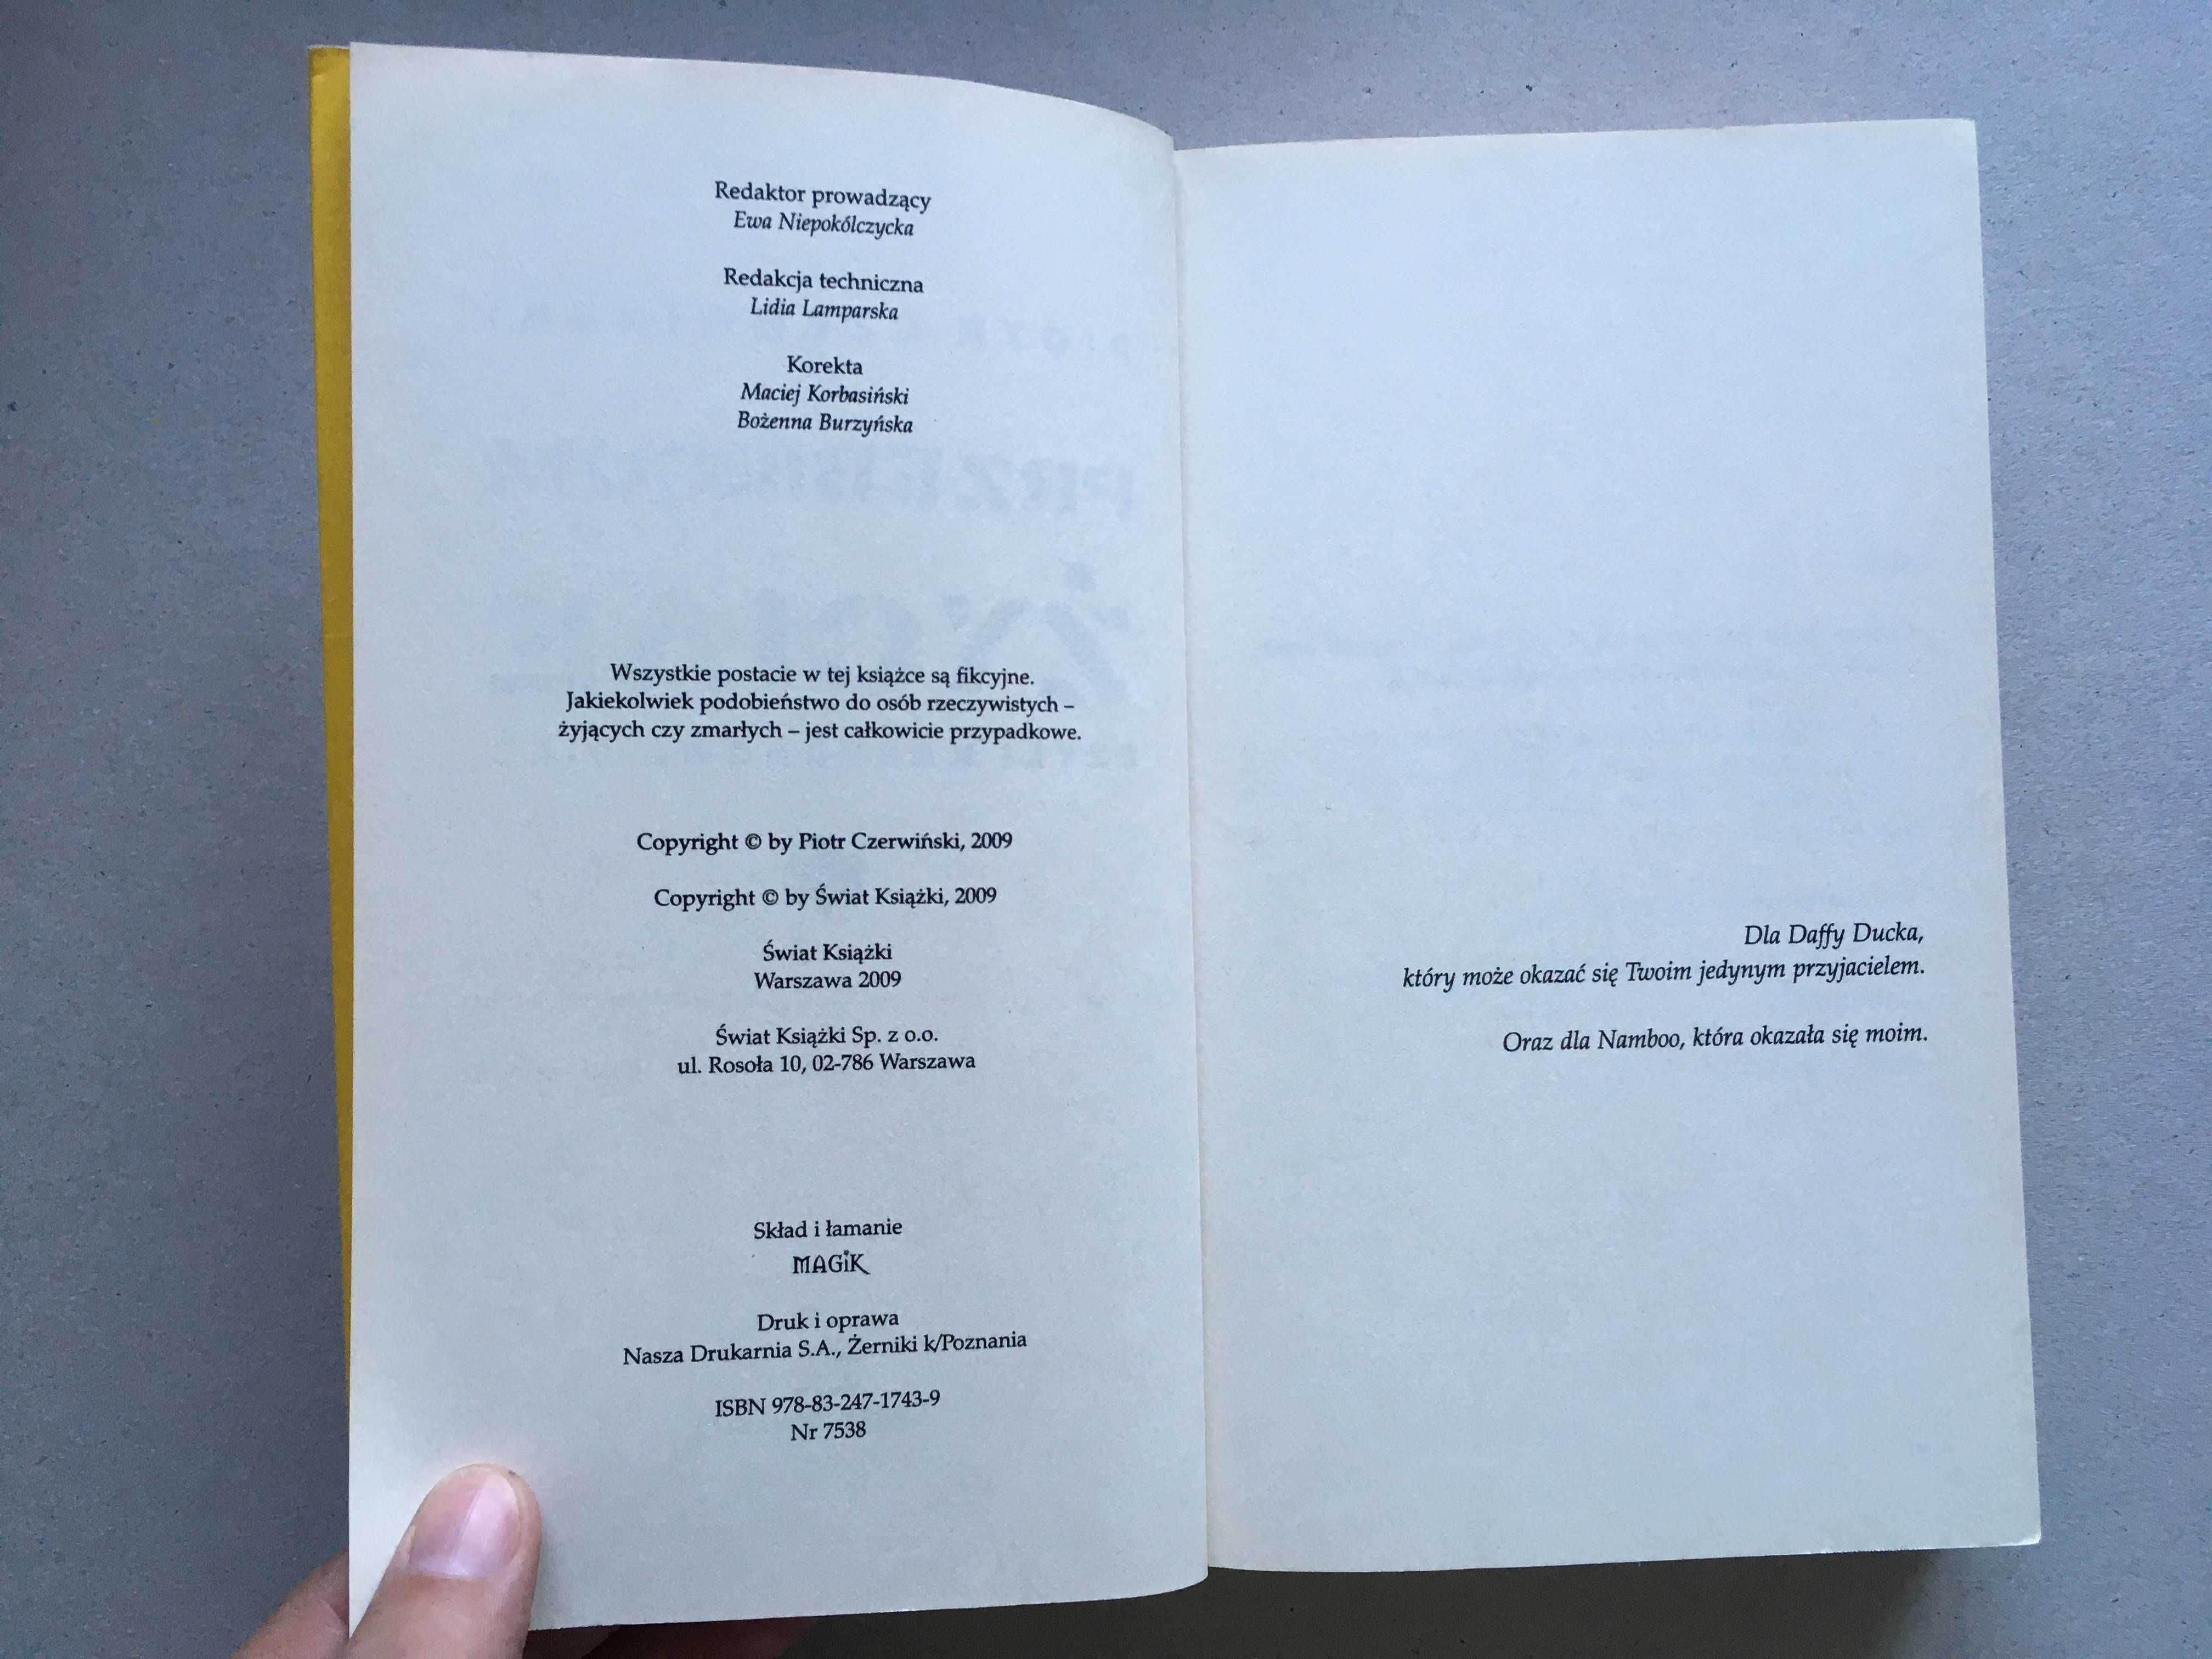 Redaktor prowadzący
Ewa Niepokólczycka
Redakcja techniczna
Lidia Lamparska
Korekta
Maciej Korbasiński
Bożenna Burzyńska
Wszystkie postacie w tej książce są fikcyjne.
Jakiekolwiek podobieństwo do osób rzeczywistych –
żyjących czy zmarłych – jest całkowicie przypadkowe.
Copyright © by Piotr Czerwiński, 2009
Copyright © by Świat Książki, 2009
Świat Książki
Warszawa 2009
Świat Książki Sp. z o.o.
ul. Rosoła 10, 02-786 Warszawa
Skład i łamanie
MAGiK
Druk i oprawa
Nasza Drukarnia S.A., Żerniki k/Poznania
ISBN 978-83-247-1743-9
Nr 7538
Dla Daffy Ducka,
który może okazać się Twoim jedynym przyjacielem.
Oraz dla Namboo, która okazała się moim.